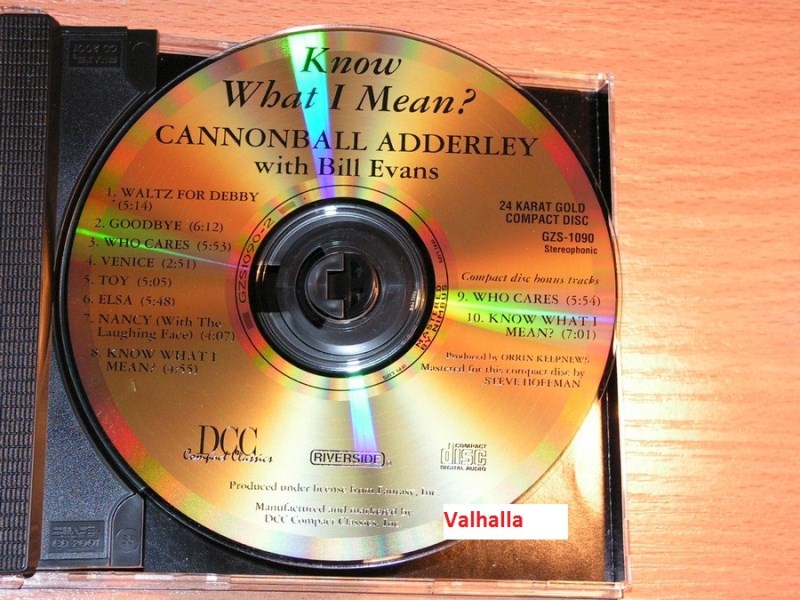 Know
What I Mean?
CANNONBALL ADDERLEY
with Bill Evans
1. WALTZ FOR DEBBY
(5:14)
2. GOODBYE (6:12)
3. WHO CARES (5:53)
4. VENICE (2:51)
5. TOY (5:05)
6. ELSA (5:48)
7. NANCY (With The
Laughing Face) (4:07)
8. KNOW WHAT I
MEAN? (4:55)
24 KARAT GOLD
COMPACT DISC
GZS-1090
Stereophonic
Compact disc bonus tracks
9. WHO CARES (5:54)
10. KNOW WHAT I
MEAN? (7:01)
Produced by ORRIN KEEPNEWS
Mastered for this compact disc by
STEVE HOFFMAN
GZS1090-2
MASTERED
BY NIMBUS
DCC
Compact Classics
RIVERSIDE
COMPACT
disc
DIGITAL AUDIO
Produced under license from Fantasy, Inc.
Manufactured and marketed by
DCC Compact Classics, Inc.
Valhalla